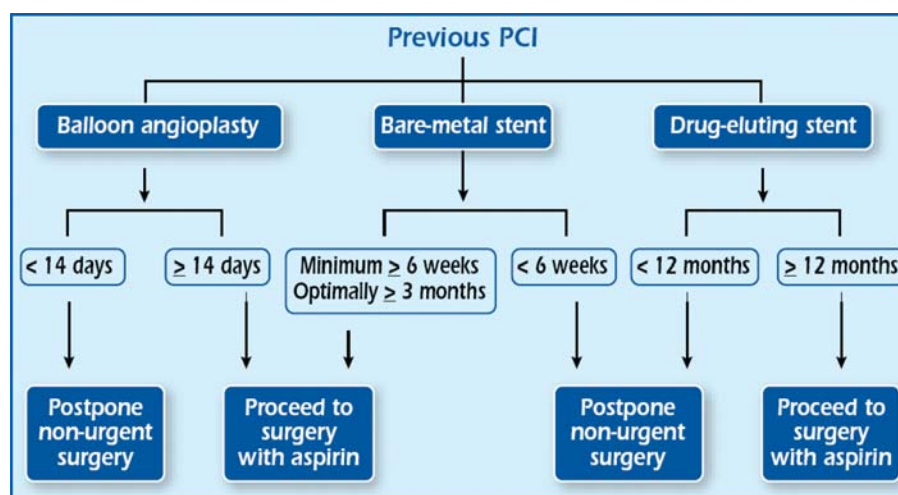 Previous PCI
Balloon angioplasty
Bare-metal stent
Drug-eluting stent
< 14 days
≥ 14 days
Minimum ≥ 6 weeks
Optimally ≥ 3 months
< 6 weeks
< 12 months
≥ 12 months
Postpone
non-urgent
surgery
Proceed to
surgery
with aspirin
Postpone
non-urgent
surgery
Proceed to
surgery
with aspirin